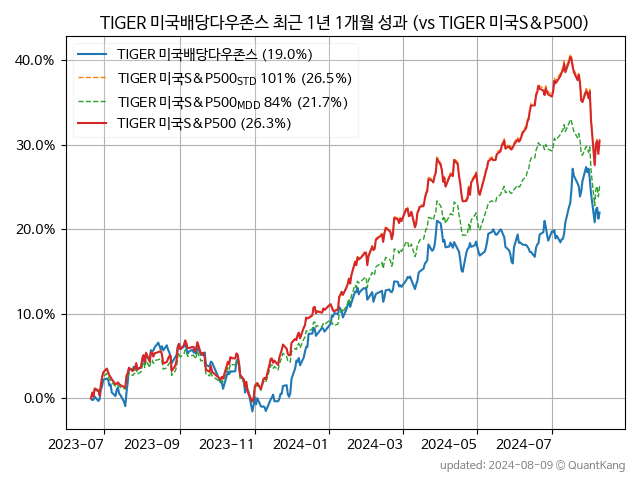 TIGER 미국배당다우존스 최근 1년 1개월 성과 (vs TIGER 미국S&P500)
TIGER 미국배당다우존스 (19.0%)
TIGER 미국S&P500STD 101% (26.5%)
TIGER 미국S&P500MDD 84% (21.7%)
TIGER 미국S&P500 (26.3%)
40.0%
30.0%
20.0%
10.0%
0.0%
2023-07 2023-09 2023-11 2024-01 2024-03 2024-05 2024-07
updated: 2024-08-09 © QuantKang